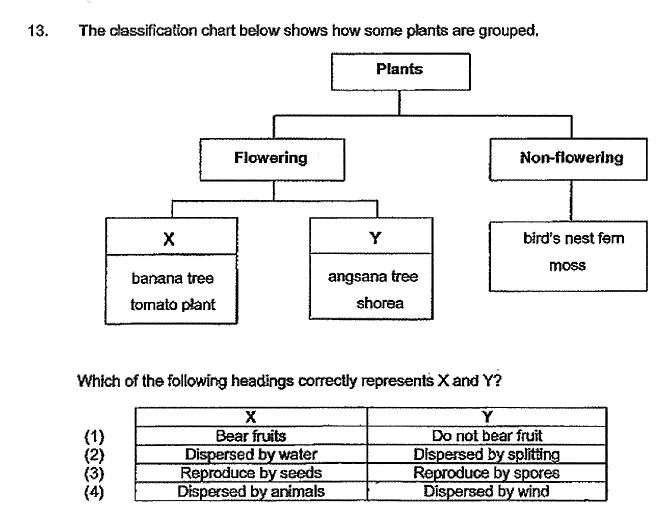 13. The classification chart below shows how some plants are grouped.
Plants
Flowering Non-flowering
X Y
bird's nest fern
moss
banana tree angsana tree
tomato plant shorea
Which of the following headings correctly represents X and Y?
X Y
(1) Bear fruits Do not bear fruit
(2) Dispersed by water Dispersed by splitting
(3) Reproduce by seeds Reproduce by spores
(4) Dispersed by animals Dispersed by wind